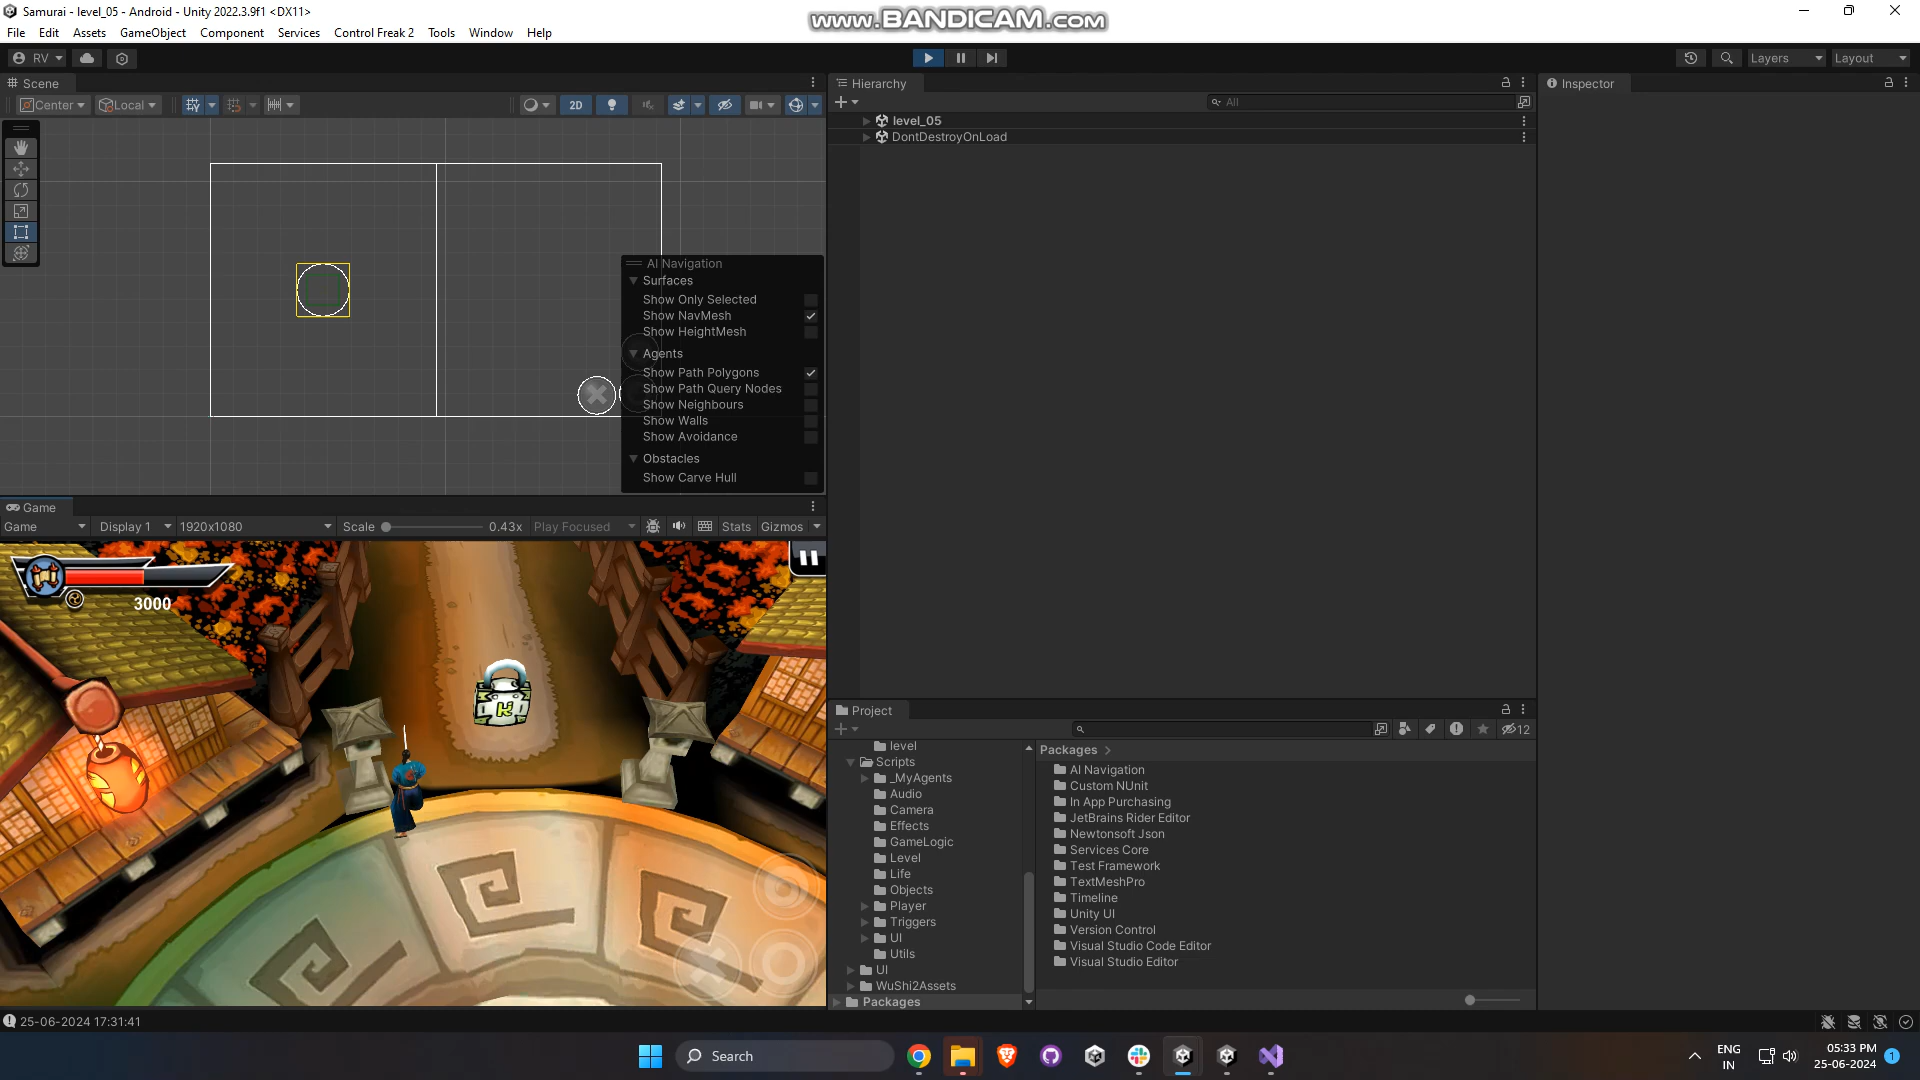 Samurai - level_05 - Android - Unity 2022.3.9f1 <DX11>
www.BANDICAM.com
File Edit Assets GameObject Component Services Control Freak 2 Tools Window Help
RV Layers Layout
Scene
Center Local 2D
AI Navigation
Surfaces
Show Only Selected
Show NavMesh
Show HeightMesh
Agents
Show Path Polygons
Show Path Query Nodes
Show Neighbours
Show Walls
Show Avoidance
Obstacles
Show Carve Hull
Hierarchy
All
level_05
DontDestroyOnLoad
Inspector
Game
Game Display 1 1920x1080 Scale 0.43x Play Focused Stats Gizmos
3000
Project
12
level
Scripts
_MyAgents
Audio
Camera
Effects
GameLogic
Level
Life
Objects
Player
Triggers
UI
Utils
UI
WuShi2Assets
Packages
Packages
AI Navigation
Custom NUnit
In App Purchasing
JetBrains Rider Editor
Newtonsoft Json
Services Core
Test Framework
TextMeshPro
Timeline
Unity UI
Version Control
Visual Studio Code Editor
Visual Studio Editor
25-06-2024 17:31:41
Search
ENG
IN
05:33 PM
25-06-2024
1